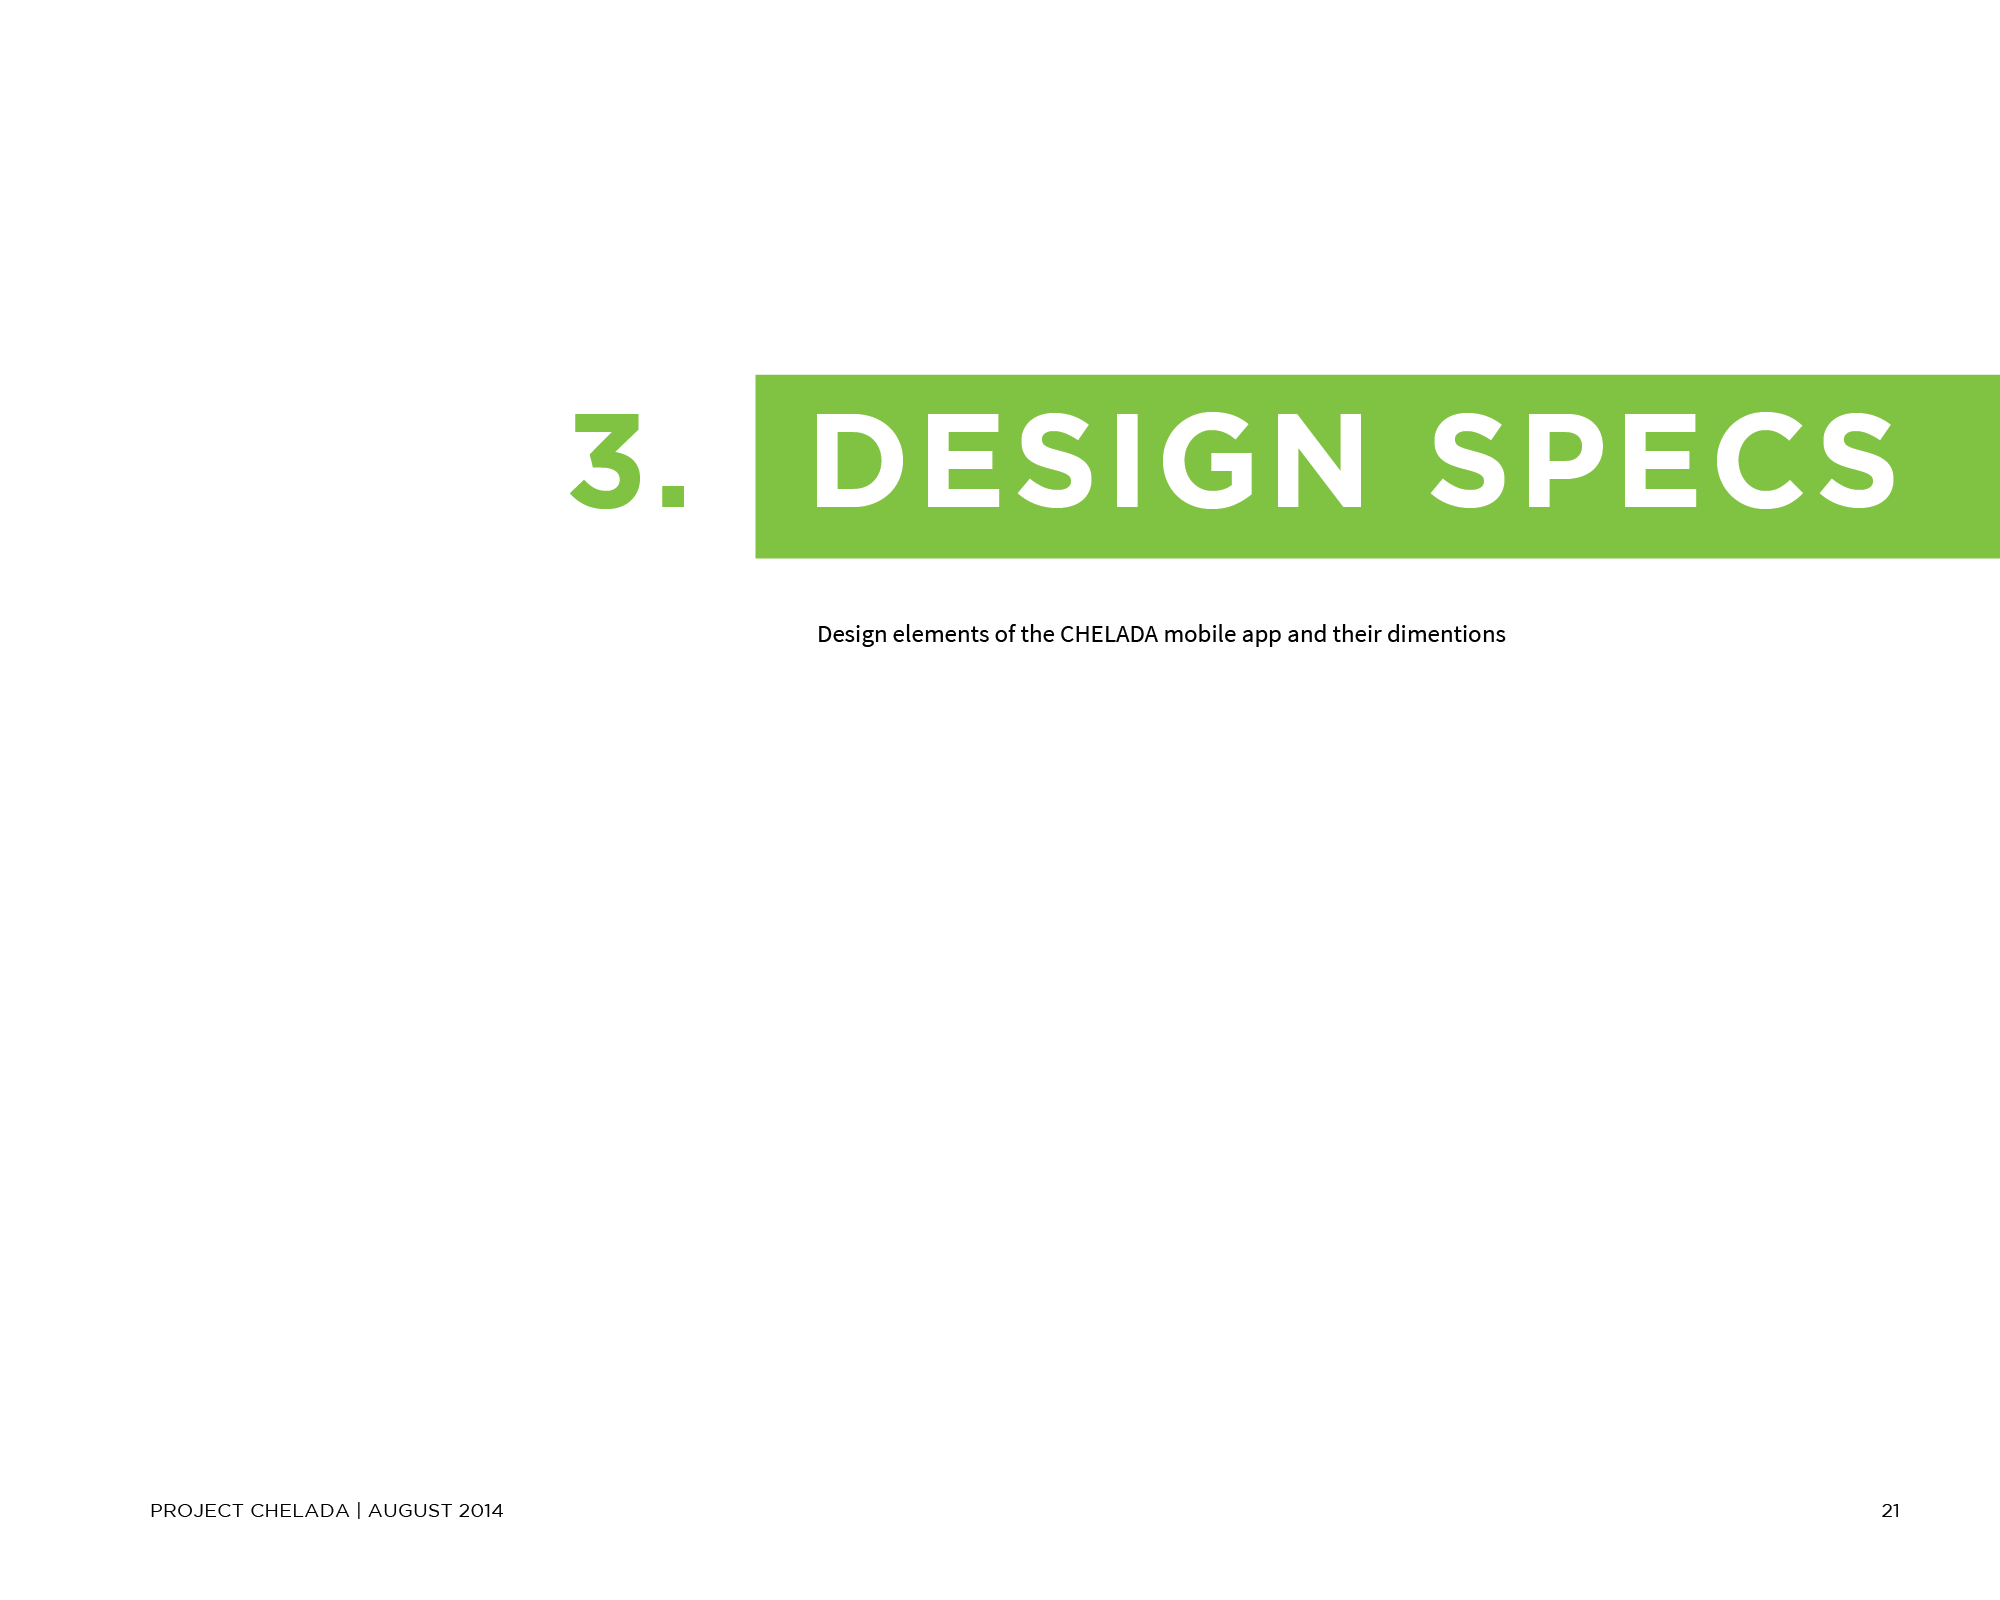 3. DESIGN SPECS
Design elements of the CHELADA mobile app and their dimentions
PROJECT CHELADA | AUGUST 2014
21